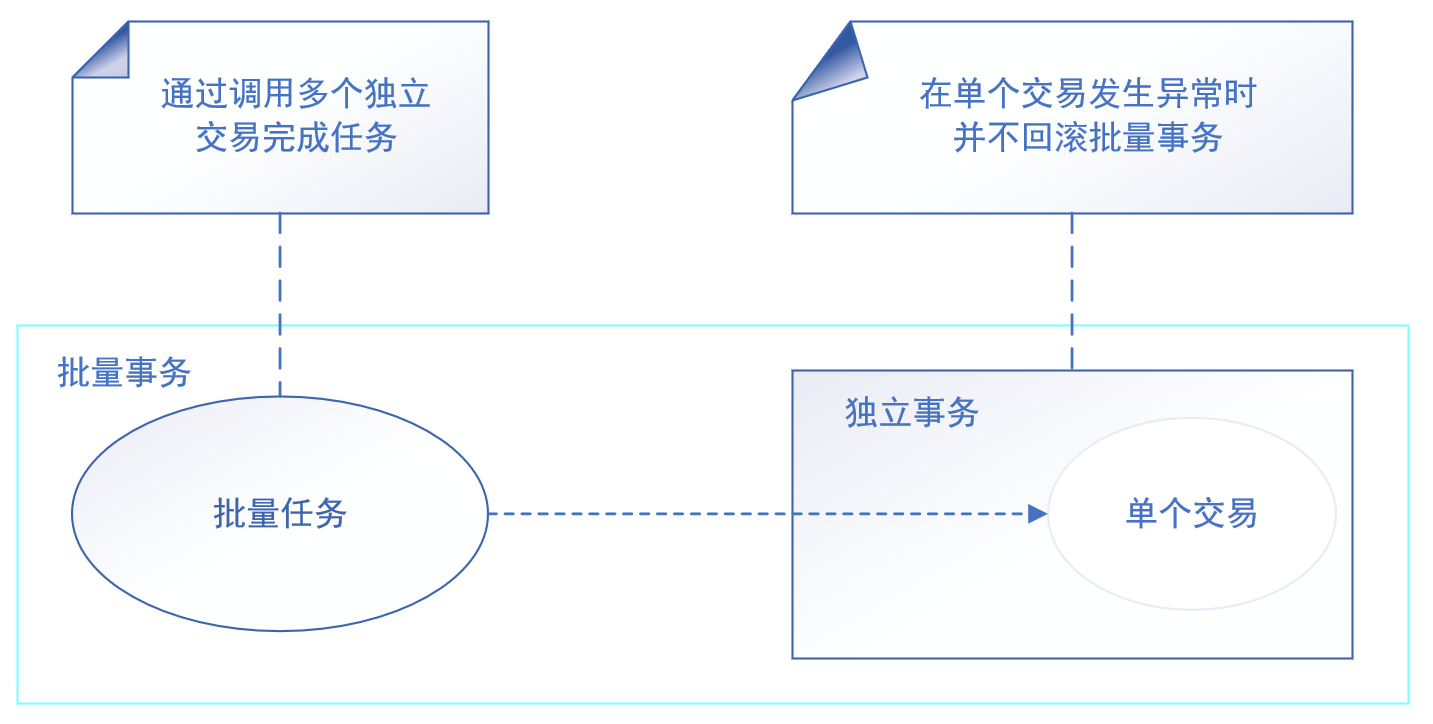 通过调用多个独立
交易完成任务
在单个交易发生异常时
并不回滚批量事务
批量事务
独立事务
批量任务
单个交易